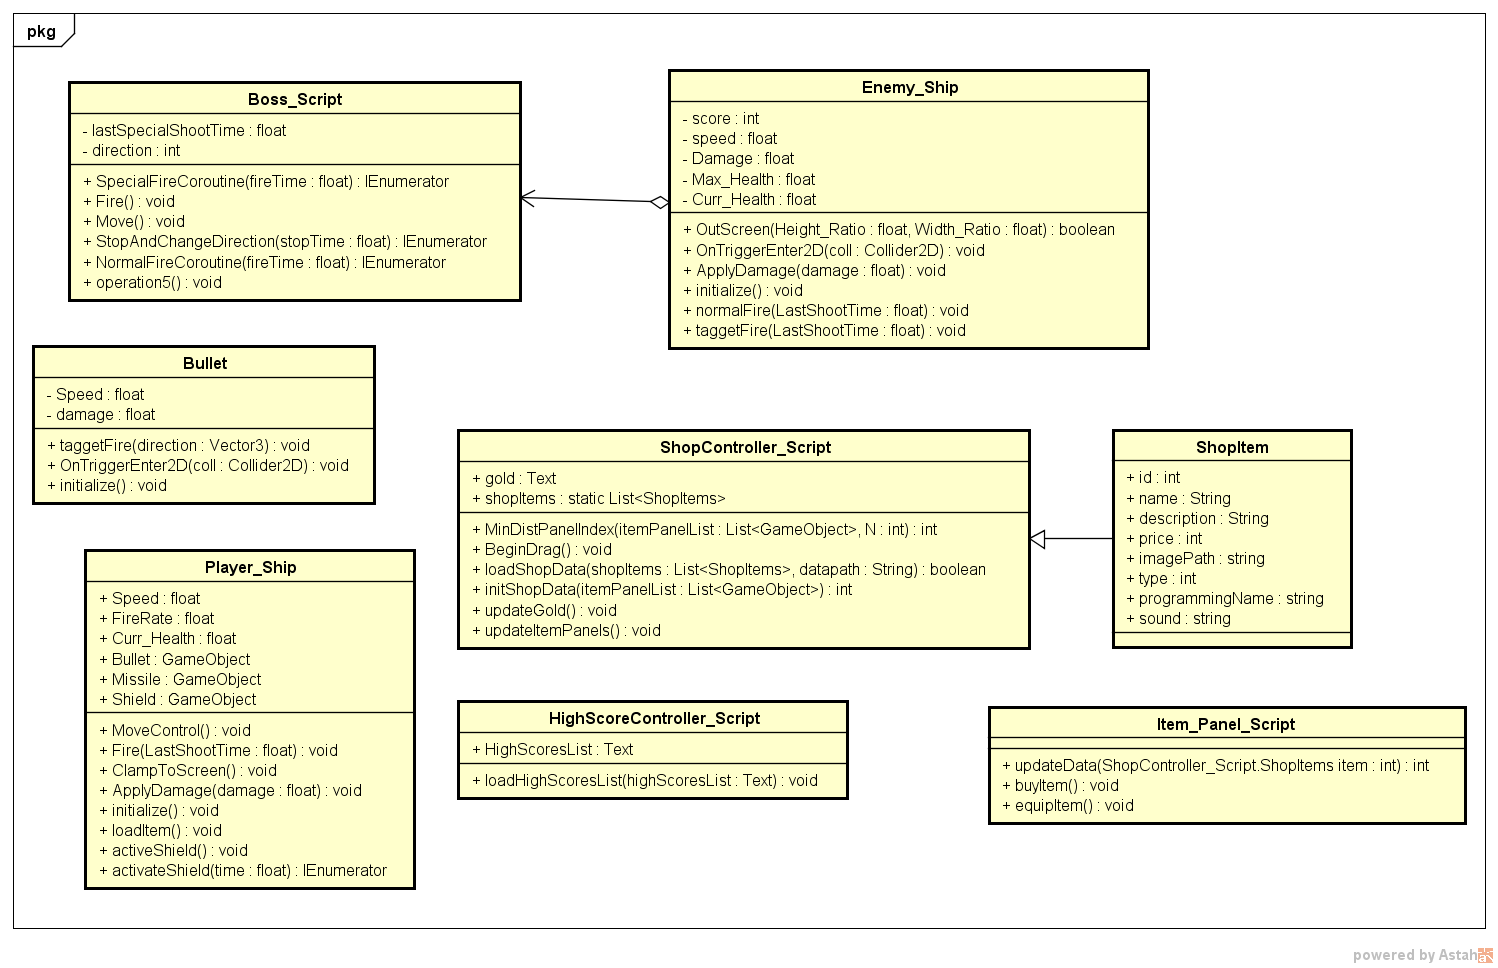 pkg
Boss_Script
- lastSpecialShootTime : float
- direction : int
+ SpecialFireCoroutine(fireTime : float) : IEnumerator
+ Fire() : void
+ Move() : void
+ StopAndChangeDirection(stopTime : float) : IEnumerator
+ NormalFireCoroutine(fireTime : float) : IEnumerator
+ operation5() : void
Enemy_Ship
- score : int
- speed : float
- Damage : float
- Max_Health : float
- Curr_Health : float
+ OutScreen(Height_Ratio : float, Width_Ratio : float) : boolean
+ OnTriggerEnter2D(coll : Collider2D) : void
+ ApplyDamage(damage : float) : void
+ initialize() : void
+ normalFire(LastShootTime : float) : void
+ taggetFire(LastShootTime : float) : void
Bullet
- Speed : float
- damage : float
+ taggetFire(direction : Vector3) : void
+ OnTriggerEnter2D(coll : Collider2D) : void
+ initialize() : void
ShopController_Script
+ gold : Text
+ shopItems : static List<ShopItems>
+ MinDistPanelIndex(itemPanelList : List<GameObject>, N : int) : int
+ BeginDrag() : void
+ loadShopData(shopItems : List<ShopItems>, datapath : String) : boolean
+ initShopData(itemPanelList : List<GameObject>) : int
+ updateGold() : void
+ updateItemPanels() : void
ShopItem
+ id : int
+ name : String
+ description : String
+ price : int
+ imagePath : string
+ type : int
+ programmingName : string
+ sound : string
Player_Ship
+ Speed : float
+ FireRate : float
+ Curr_Health : float
+ Bullet : GameObject
+ Missile : GameObject
+ Shield : GameObject
+ MoveControl() : void
+ Fire(LastShootTime : float) : void
+ ClampToScreen() : void
+ ApplyDamage(damage : float) : void
+ initialize() : void
+ loadItem() : void
+ activeShield() : void
+ activateShield(time : float) : IEnumerator
HighScoreController_Script
+ HighScoresList : Text
+ loadHighScoresList(highScoresList : Text) : void
Item_Panel_Script
+ updateData(ShopController_Script.ShopItems item : int) : int
+ buyItem() : void
+ equipItem() : void
powered by Astah